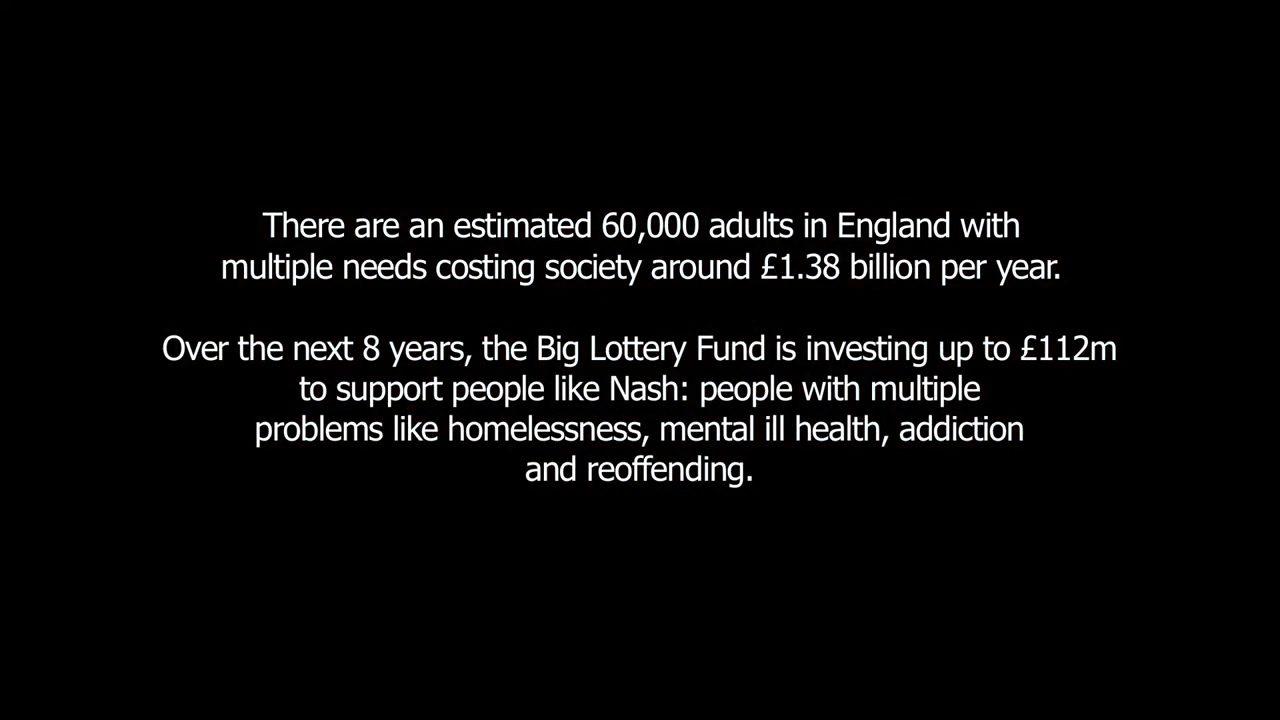 There are an estimated 60,000 adults in England with
multiple needs costing society around £1.38 billion per year.
Over the next 8 years, the Big Lottery Fund is investing up to £112m
to support people like Nash: people with multiple
problems like homelessness, mental ill health, addiction
and reoffending.